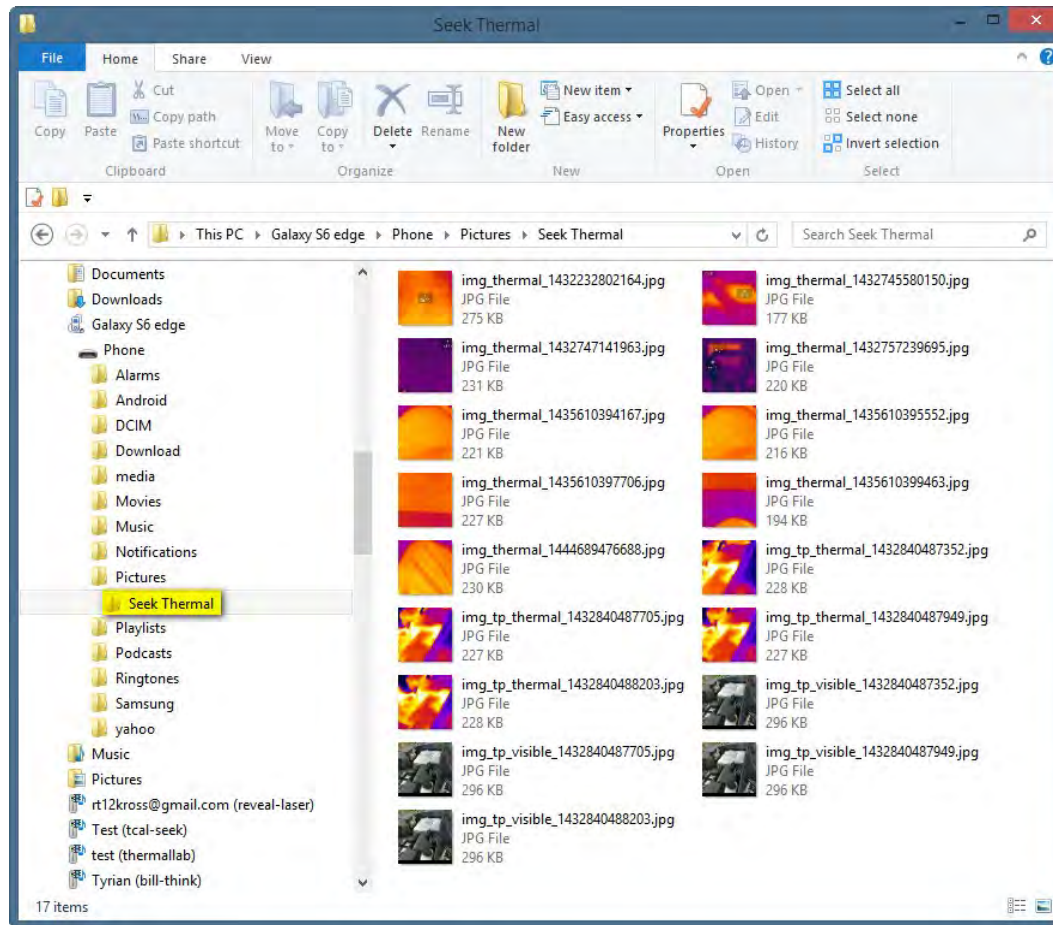 Seek Thermal
File Home Share View
Copy
Paste
Cut
Copy path
Paste shortcut
Clipboard
Move to
Copy to
Delete
Rename
Organize
New folder
New item
Easy access
New
Properties
Open
Edit
History
Open
Select all
Select none
Invert selection
Select
This PC Galaxy S6 edge Phone Pictures Seek Thermal
Search Seek Thermal
Documents
Downloads
Galaxy S6 edge
Phone
Alarms
Android
DCIM
Download
media
Movies
Music
Notifications
Pictures
Seek Thermal
Playlists
Podcasts
Ringtones
Samsung
yahoo
Music
Pictures
rt12kross@gmail.com (reveal-laser)
Test (tcal-seek)
test (thermallab)
Tyrian (bill-think)
img_thermal_1432232802164.jpg
JPG File
275 KB
img_thermal_1432745580150.jpg
JPG File
177 KB
img_thermal_1432747141963.jpg
JPG File
231 KB
img_thermal_1432757239695.jpg
JPG File
220 KB
img_thermal_1435610394167.jpg
JPG File
221 KB
img_thermal_1435610395552.jpg
JPG File
216 KB
img_thermal_1435610397706.jpg
JPG File
227 KB
img_thermal_1435610399463.jpg
JPG File
194 KB
img_thermal_1444689476688.jpg
JPG File
230 KB
img_tp_thermal_1432840487352.jpg
JPG File
228 KB
img_tp_thermal_1432840487705.jpg
JPG File
227 KB
img_tp_thermal_1432840487949.jpg
JPG File
227 KB
img_tp_thermal_1432840488203.jpg
JPG File
228 KB
img_tp_visible_1432840487352.jpg
JPG File
296 KB
img_tp_visible_1432840487705.jpg
JPG File
296 KB
img_tp_visible_1432840487949.jpg
JPG File
296 KB
img_tp_visible_1432840488203.jpg
JPG File
296 KB
17 items